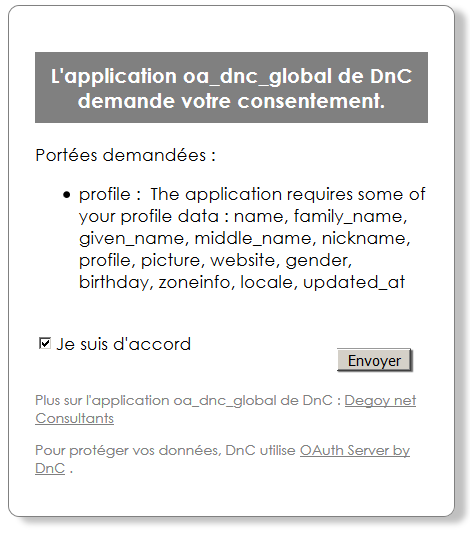 L'application oa_dnc_global de DnC
demande votre consentement.
Portées demandées :
profile : The application requires some of
your profile data : name, family_name,
given_name, middle_name, nickname,
profile, picture, website, gender,
birthday, zoneinfo, locale, updated_at
Je suis d'accord
Envoyer
Plus sur l'application oa_dnc_global de DnC : Degoy net
Consultants
Pour protéger vos données, DnC utilise OAuth Server by
DnC .